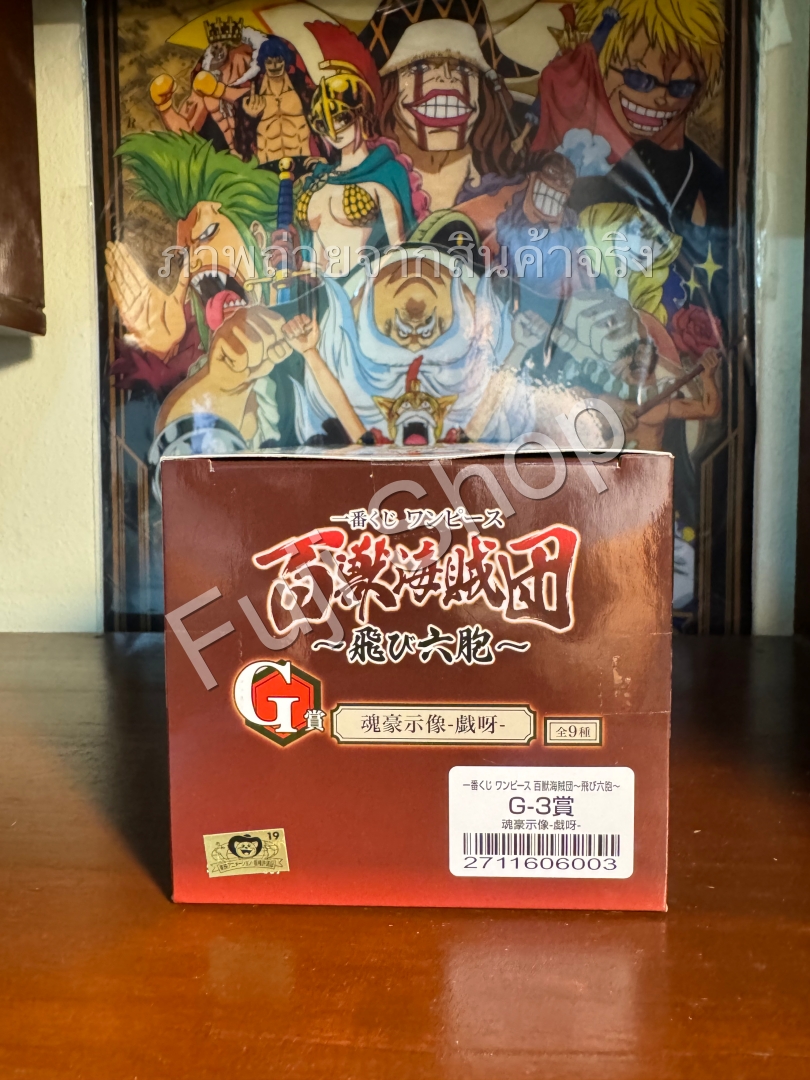 ภาพถ่ายจากสินค้าจริง
Fuji Shop
一番くじ ワンピース
百獣海賊団
～飛び六胞～
G賞
魂豪示像-戯呀-
全9種
一番くじ ワンピース 百獣海賊団～飛び六胞～
G-3賞
魂豪示像-戯呀-
2711606003
19